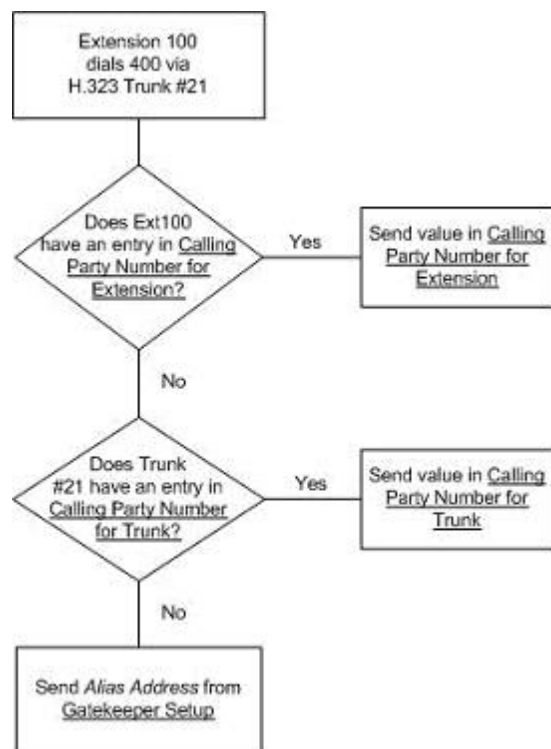 Extension 100
dials 400 via
H.323 Trunk #21
Does Ext100
have an entry in Calling
Party Number for
Extension?
Yes
Send value in Calling
Party Number for
Extension
No
Does Trunk
#21 have an entry in
Calling Party Number
for Trunk?
Yes
Send value in Calling
Party Number for
Trunk
No
Send Alias Address from
Gatekeeper Setup